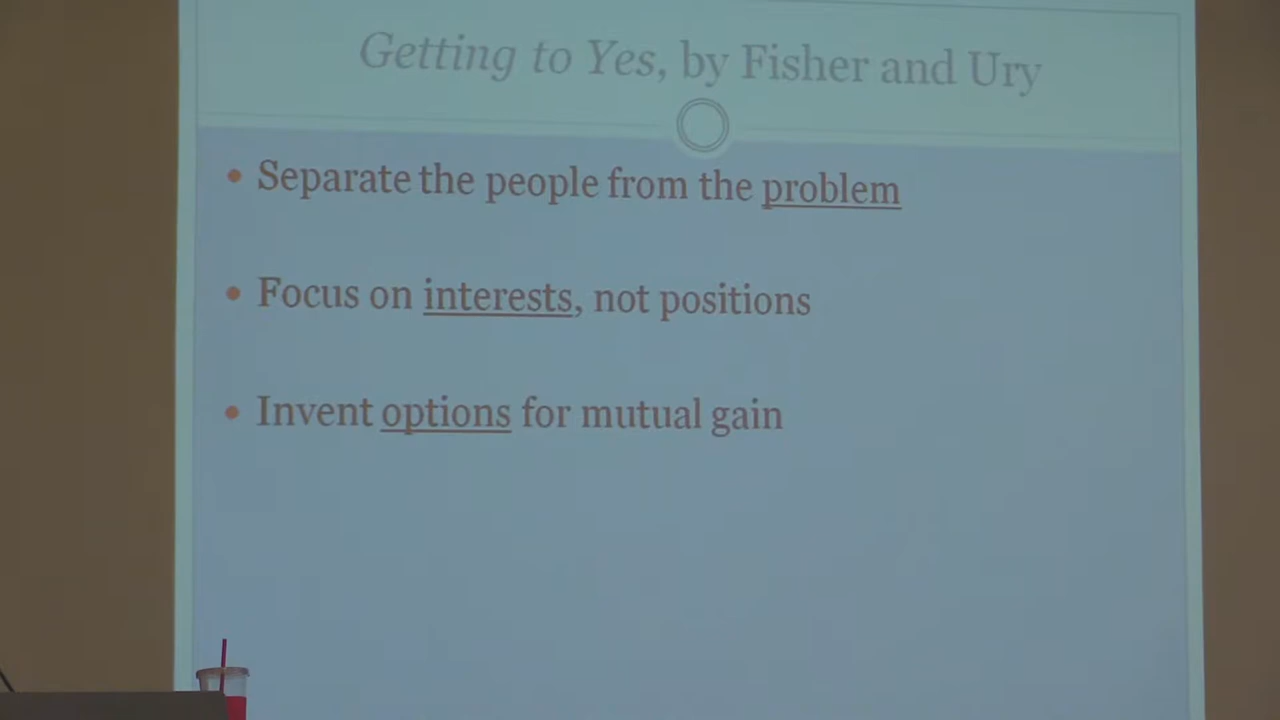 Getting to Yes, by Fisher and Ury
• Separate the people from the problem
• Focus on interests, not positions
• Invent options for mutual gain